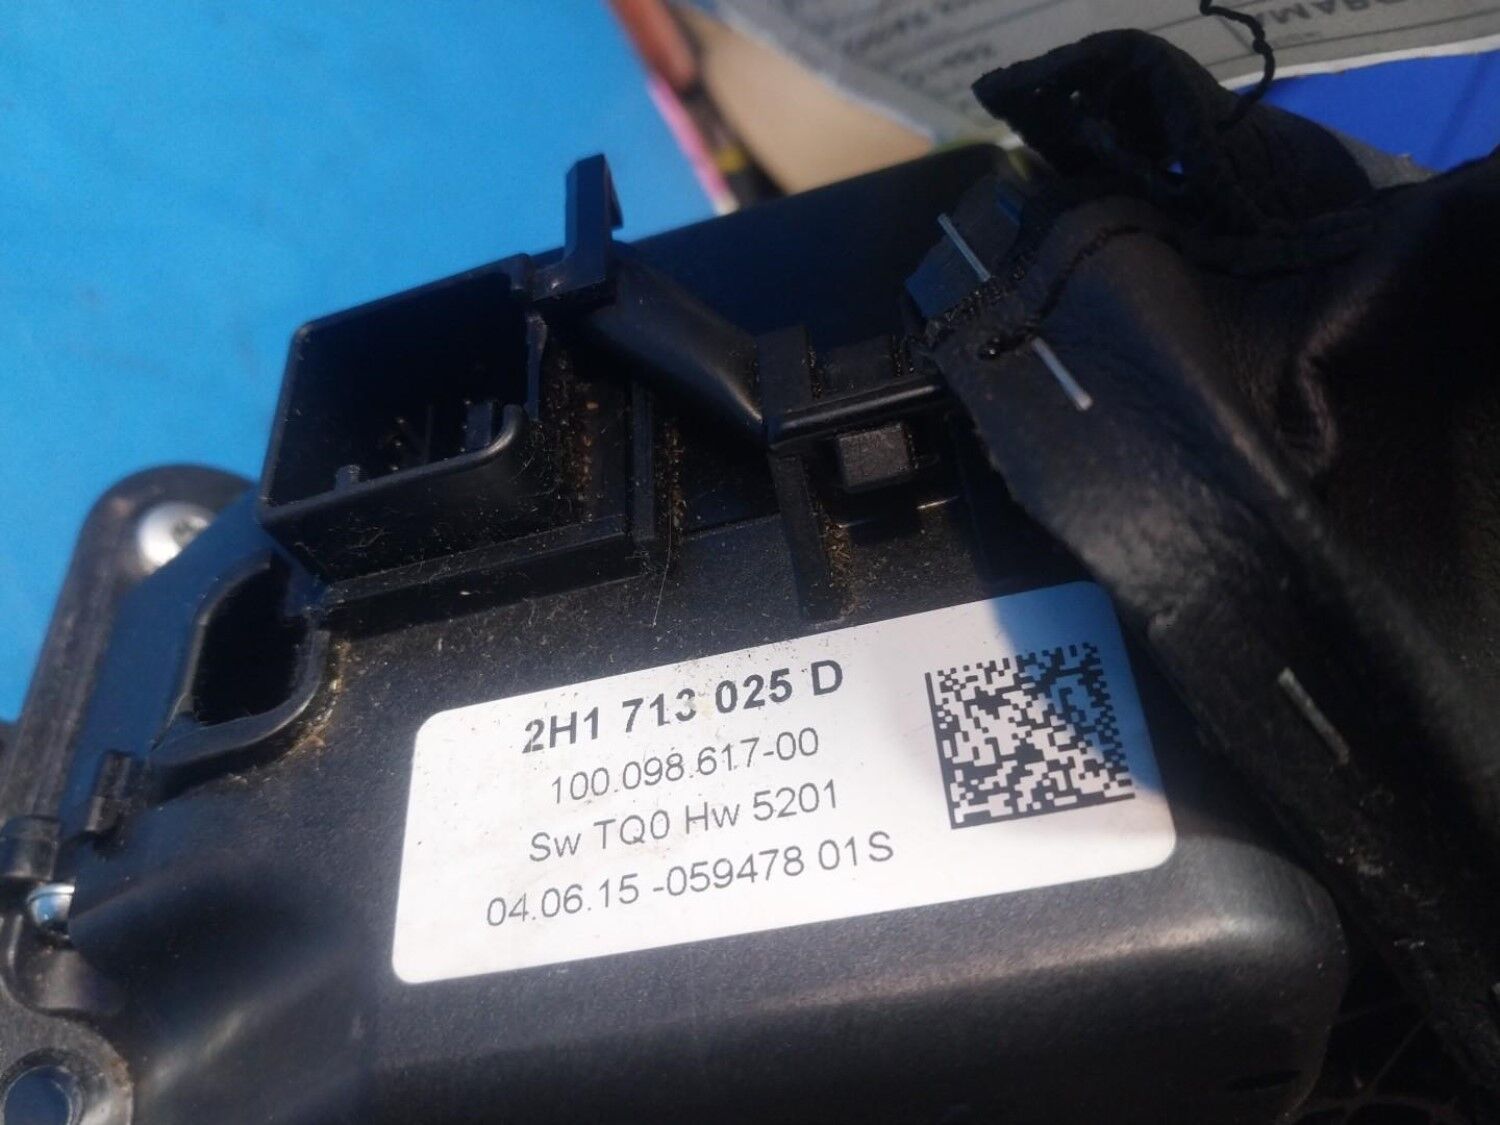 2H1 713 025 D
100.098.617-00
Sw TQ0 Hw 5201
04.06.15 -059478 01S